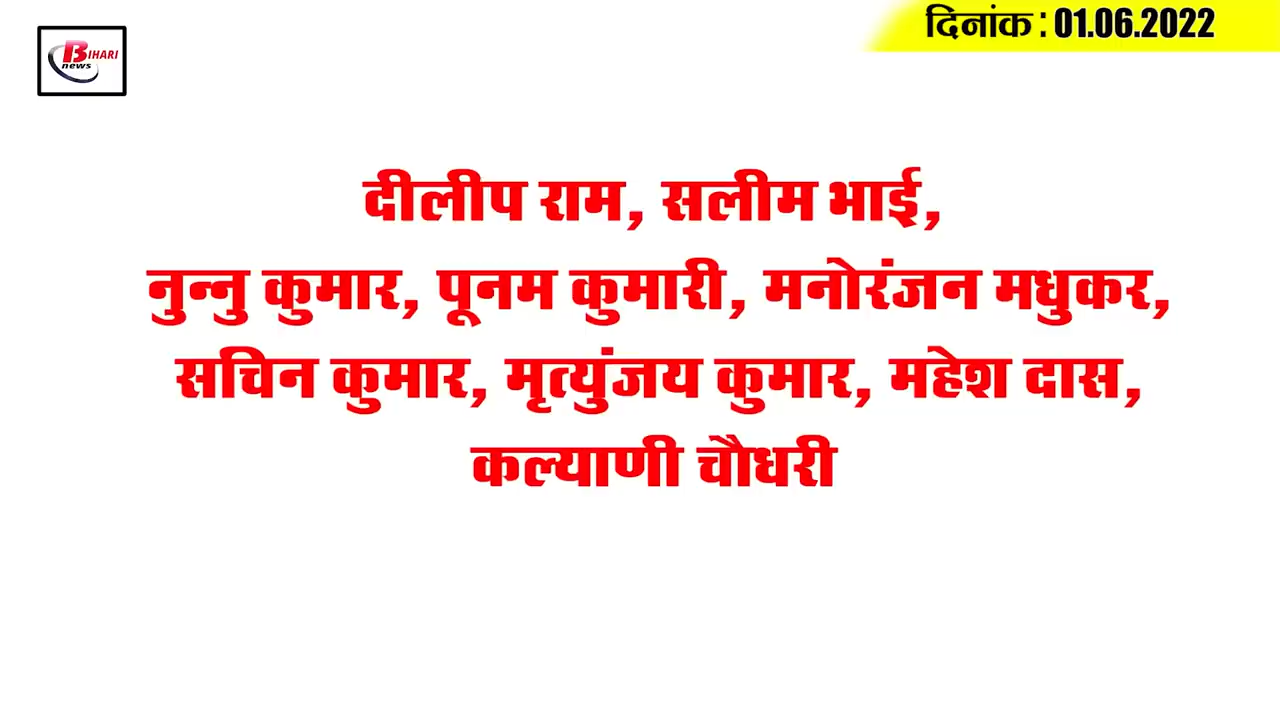 BIHARI
news
दिनांक : 01.06.2022
दीलीप राम, सलीम भाई,
नुन्नु कुमार, पूनम कुमारी, मनोरंजन मधुकर,
सचिन कुमार, मृत्युंजय कुमार, महेश दास,
कल्याणी चौधरी